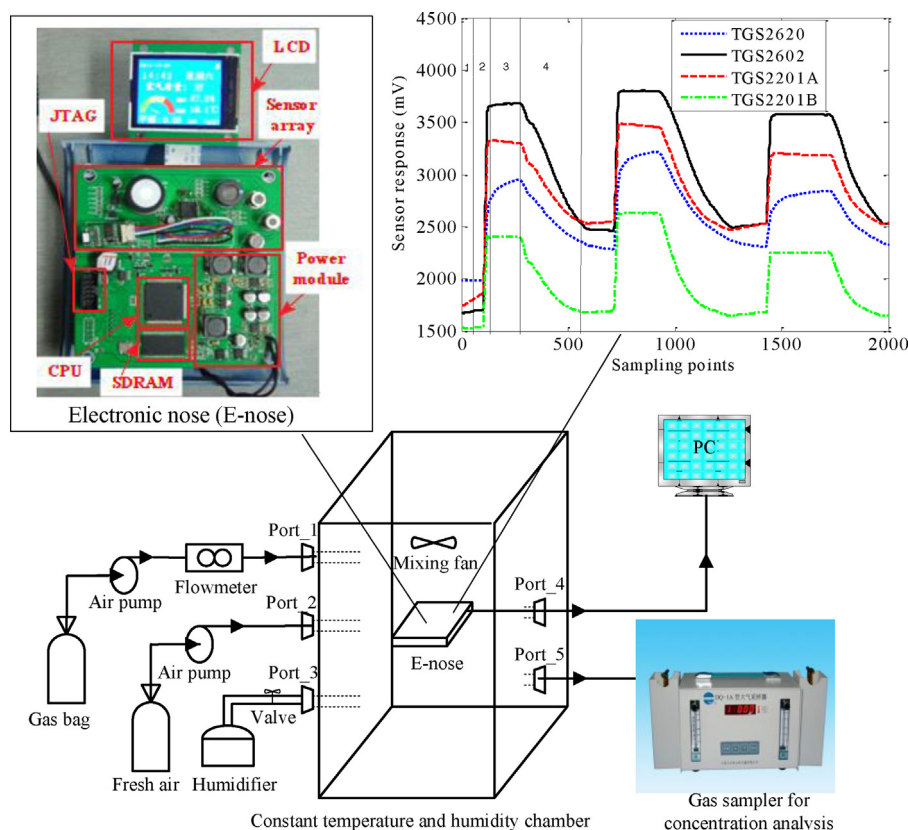 LCD
JTAG
Sensor
array
Power
module
CPU
SDRAM
Electronic nose (E-nose)
4500
4000
3500
3000
2500
2000
1500
Sensor response (mV)
1 2 3 4
TGS2620
TGS2602
TGS2201A
TGS2201B
0 500 1000 1500 2000
Sampling points
PC
Port_1
Mixing fan
Flowmeter
Air pump
Port_2
Port_4
Air pump
E-nose
Port_5
Port_3
Valve
Gas bag
Fresh air
Humidifier
DQ-1A
Constant temperature and humidity chamber
Gas sampler for
concentration analysis